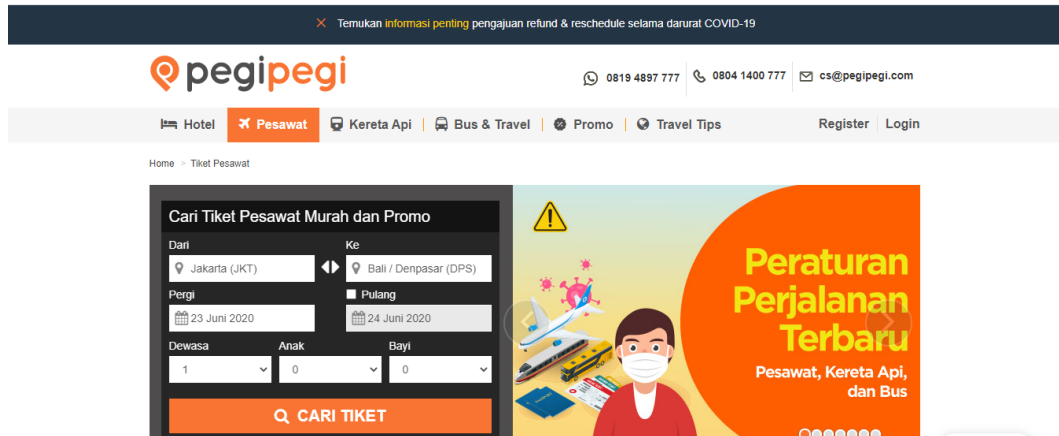 Temukan informasi penting pengajuan refund & reschedule selama darurat COVID-19
pegipegi
0819 4897 777 0804 1400 777 cs@pegipegi.com
Hotel Pesawat Kereta Api Bus & Travel Promo Travel Tips Register Login
Home > Tiket Pesawat
Cari Tiket Pesawat Murah dan Promo
Dari Ke
Jakarta (JKT) Bali / Denpasar (DPS)
Pergi Pulang
23 Juni 2020 24 Juni 2020
Dewasa Anak Bayi
1 0 0
CARI TIKET
Peraturan
Perjalanan
Terbaru
Pesawat, Kereta Api,
dan Bus